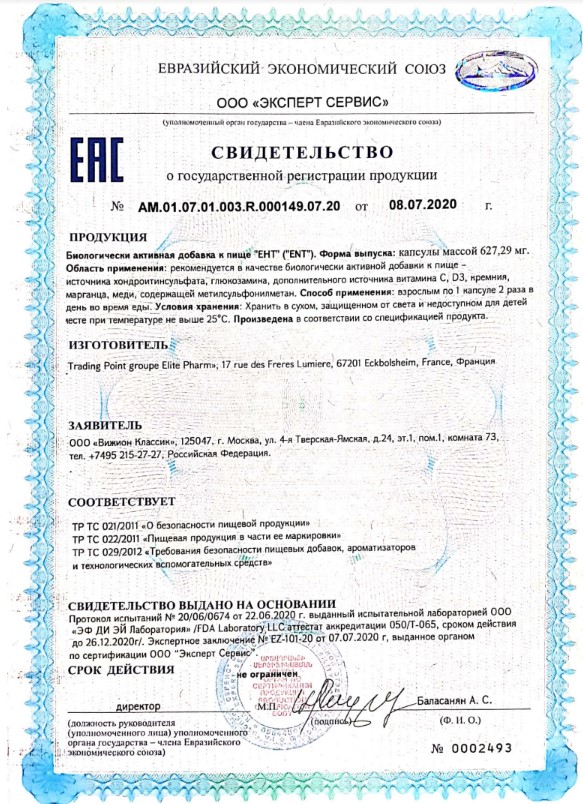 ЕВРАЗИЙСКИЙ ЭКОНОМИЧЕСКИЙ СОЮЗ
ООО «ЭКСПЕРТ СЕРВИС»
(уполномоченный орган государства – члена Евразийского экономического союза)
ЕАС
СВИДЕТЕЛЬСТВО
о государственной регистрации продукции
№ АМ.01.07.01.003.R.000149.07.20 от 08.07.2020 г.
ПРОДУКЦИЯ
Биологически активная добавка к пище "ЕНТ" ("ENT"). Форма выпуска: капсулы массой 627,29 мг.
Область применения: рекомендуется в качестве биологически активной добавки к пище –
источника хондроитинсульфата, глюкозамина, дополнительного источника витамина С, D3, кремния,
марганца, меди, содержащей метилсульфонилметан. Способ применения: взрослым по 1 капсуле 2 раза в
день во время еды. Условия хранения: Хранить в сухом, защищенном от света и недоступном для детей
месте при температуре не выше 25°С. Произведена в соответствии со спецификацией продукта.
ИЗГОТОВИТЕЛЬ
Trading Point groupe Elite Pharm»; 17 rue des Freres Lumiere, 67201 Eckbolsheim, France, Франция
ЗАЯВИТЕЛЬ
ООО «Вижион Классик», 125047, г. Москва, ул. 4-я Тверская-Ямская, д.24, эт.1, пом.1, комната 73,
тел. +7495 215-27-27, Российская Федерация.
СООТВЕТСТВУЕТ
ТР ТС 021/2011 «О безопасности пищевой продукции»
ТР ТС 022/2011 «Пищевая продукция в части ее маркировки»
ТР ТС 029/2012 «Требования безопасности пищевых добавок, ароматизаторов
и технологических вспомогательных средств»
СВИДЕТЕЛЬСТВО ВЫДАНО НА ОСНОВАНИИ
Протокол испытаний № 20/06/0674 от 22.06.2020 г. выданный испытательной лабораторией ООО
«ЭФ ДИ ЭЙ Лаборатория» /FDA Laboratory LLC аттестат аккредитации 050/Т-065, сроком действия
до 26.12.2020г/. Экспертное заключение № EZ-101-20 от 07.07.2020 г, выданное органом
по сертификации ООО "Эксперт Сервис"
СРОК ДЕЙСТВИЯ
не ограничен
директор
М.П.
Баласанян А. С.
(должность руководителя
(уполномоченного лица) уполномоченного
органа государства – члена Евразийского
экономического союза)
(подпись)
(Ф. И. О.)
№ 0002493